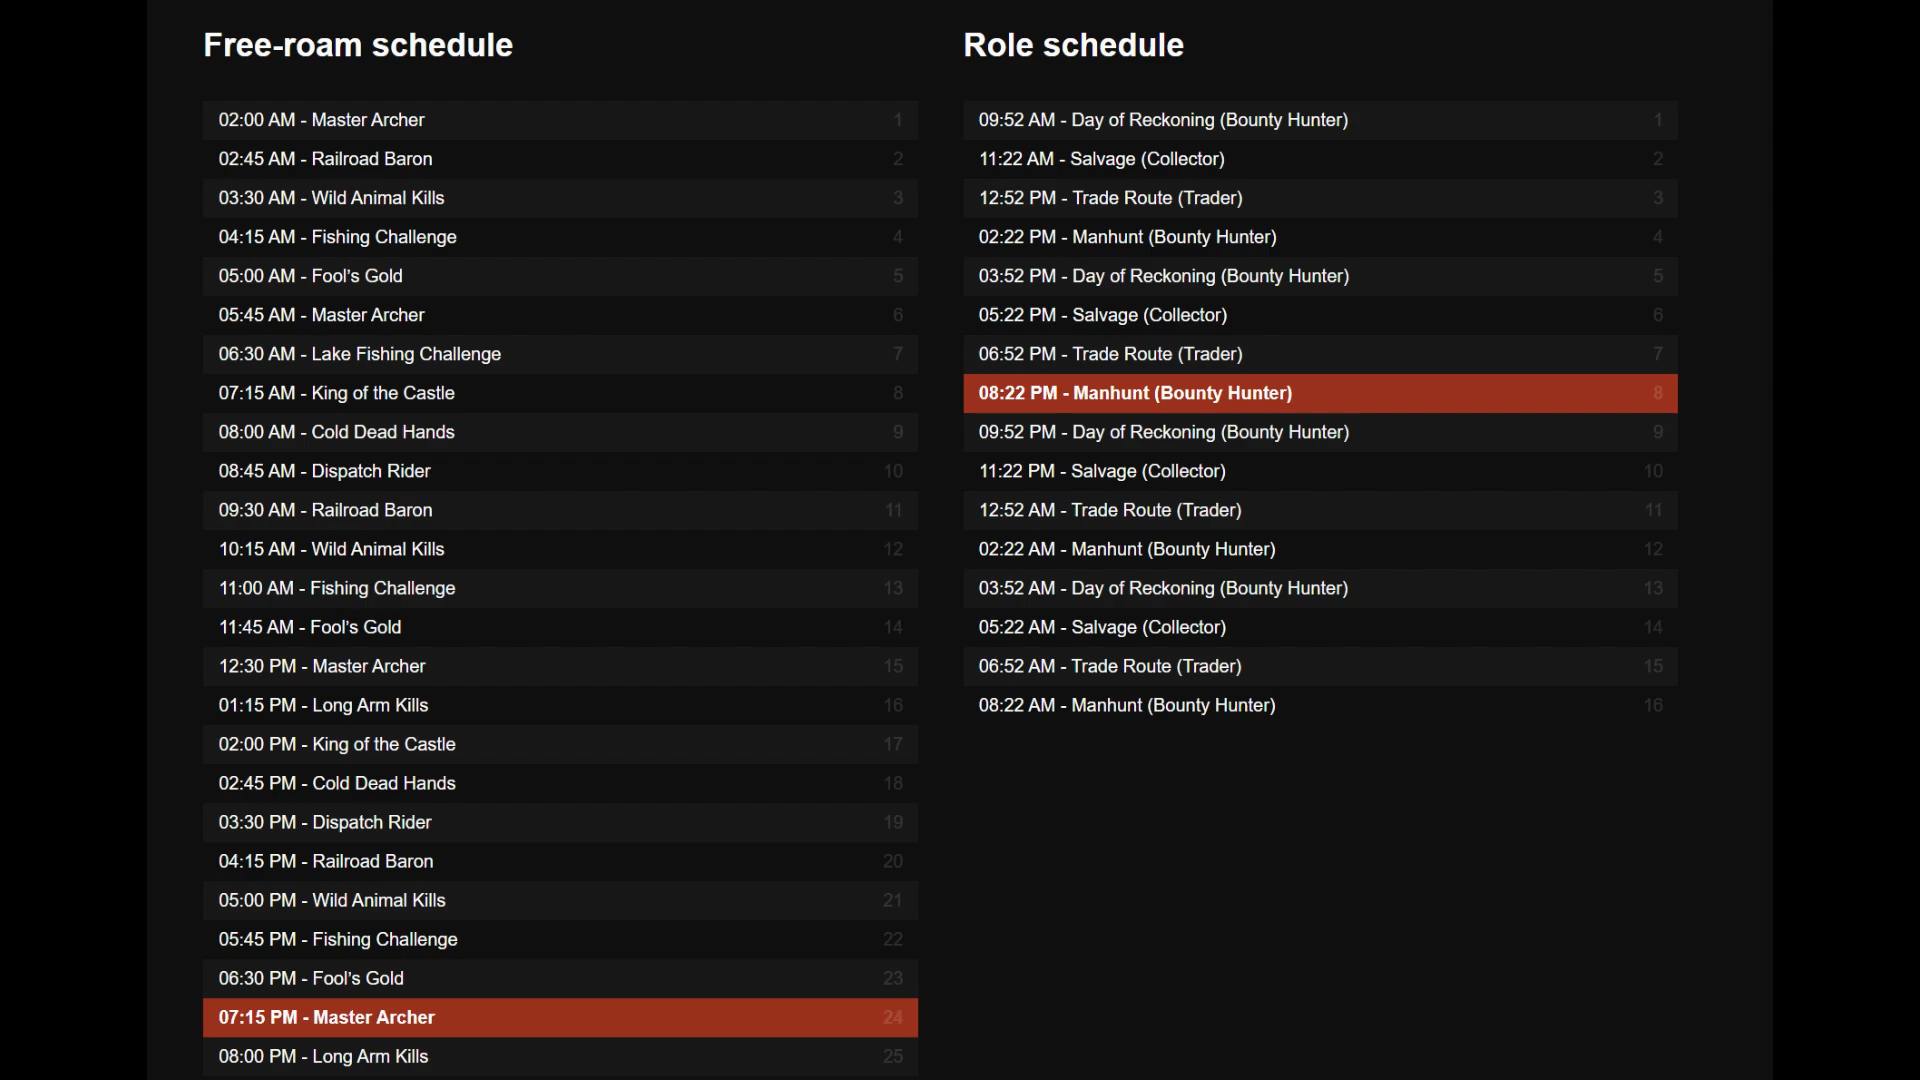 Free-roam schedule
02:00 AM - Master Archer 1
02:45 AM - Railroad Baron 2
03:30 AM - Wild Animal Kills 3
04:15 AM - Fishing Challenge 4
05:00 AM - Fool’s Gold 5
05:45 AM - Master Archer 6
06:30 AM - Lake Fishing Challenge 7
07:15 AM - King of the Castle 8
08:00 AM - Cold Dead Hands 9
08:45 AM - Dispatch Rider 10
09:30 AM - Railroad Baron 11
10:15 AM - Wild Animal Kills 12
11:00 AM - Fishing Challenge 13
11:45 AM - Fool’s Gold 14
12:30 PM - Master Archer 15
01:15 PM - Long Arm Kills 16
02:00 PM - King of the Castle 17
02:45 PM - Cold Dead Hands 18
03:30 PM - Dispatch Rider 19
04:15 PM - Railroad Baron 20
05:00 PM - Wild Animal Kills 21
05:45 PM - Fishing Challenge 22
06:30 PM - Fool’s Gold 23
07:15 PM - Master Archer 24
08:00 PM - Long Arm Kills 25
Role schedule
09:52 AM - Day of Reckoning (Bounty Hunter) 1
11:22 AM - Salvage (Collector) 2
12:52 PM - Trade Route (Trader) 3
02:22 PM - Manhunt (Bounty Hunter) 4
03:52 PM - Day of Reckoning (Bounty Hunter) 5
05:22 PM - Salvage (Collector) 6
06:52 PM - Trade Route (Trader) 7
08:22 PM - Manhunt (Bounty Hunter) 8
09:52 PM - Day of Reckoning (Bounty Hunter) 9
11:22 PM - Salvage (Collector) 10
12:52 AM - Trade Route (Trader) 11
02:22 AM - Manhunt (Bounty Hunter) 12
03:52 AM - Day of Reckoning (Bounty Hunter) 13
05:22 AM - Salvage (Collector) 14
06:52 AM - Trade Route (Trader) 15
08:22 AM - Manhunt (Bounty Hunter) 16